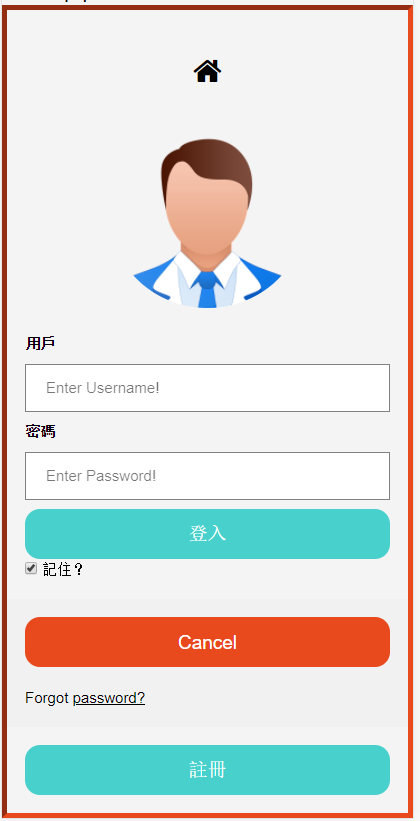 用戶
Enter Username!
密碼
Enter Password!
登入
記住？
Cancel
Forgot password?
註冊